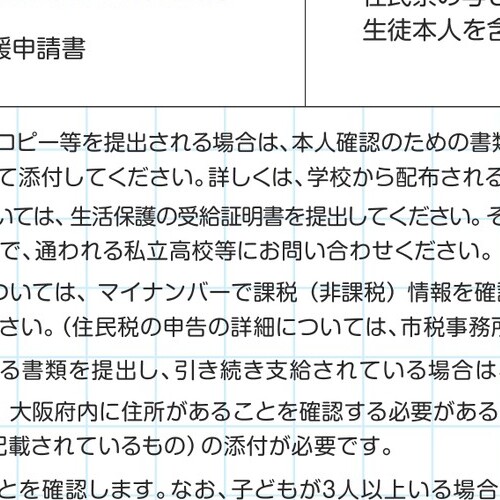 生徒本人を含
援申請書
コピー等を提出される場合は、本人確認のための書類
て添付してください。詳しくは、学校から配布される
いては、生活保護の受給証明書を提出してください。そ
で、通われる私立高校等にお問い合わせください。
ついては、マイナンバーで課税（非課税）情報を確認
さい。（住民税の申告の詳細については、市税事務所
る書類を提出し、引き続き支給されている場合は、
大阪府内に住所があることを確認する必要がある
記載されているもの）の添付が必要です。
とを確認します。なお、子どもが3人以上いる場合